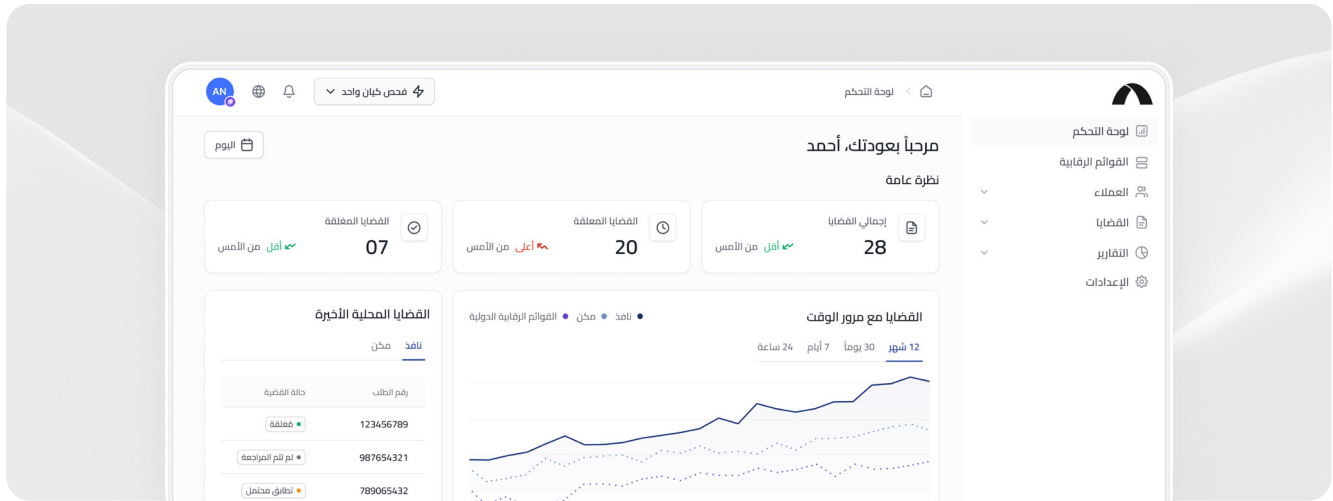 لوحة التحكم
فحص كيان واحد
AN
لوحة التحكم
القوائم الرقابية
العملاء
القضايا
التقارير
الإعدادات
مرحباً بعودتك، أحمد
اليوم
نظرة عامة
إجمالي القضايا
28
أقل من الأمس
القضايا المعلقة
20
أعلى من الأمس
القضايا المغلقة
07
أقل من الأمس
القضايا مع مرور الوقت
نافذ مكن القوائم الرقابية الدولية
12 شهر 30 يوماً 7 أيام 24 ساعة
القضايا المحلية الأخيرة
نافذ مكن
رقم الطلب حالة القضية
123456789 مُغلقة
987654321 لم تتم المراجعة
789065432 تطابق محتمل